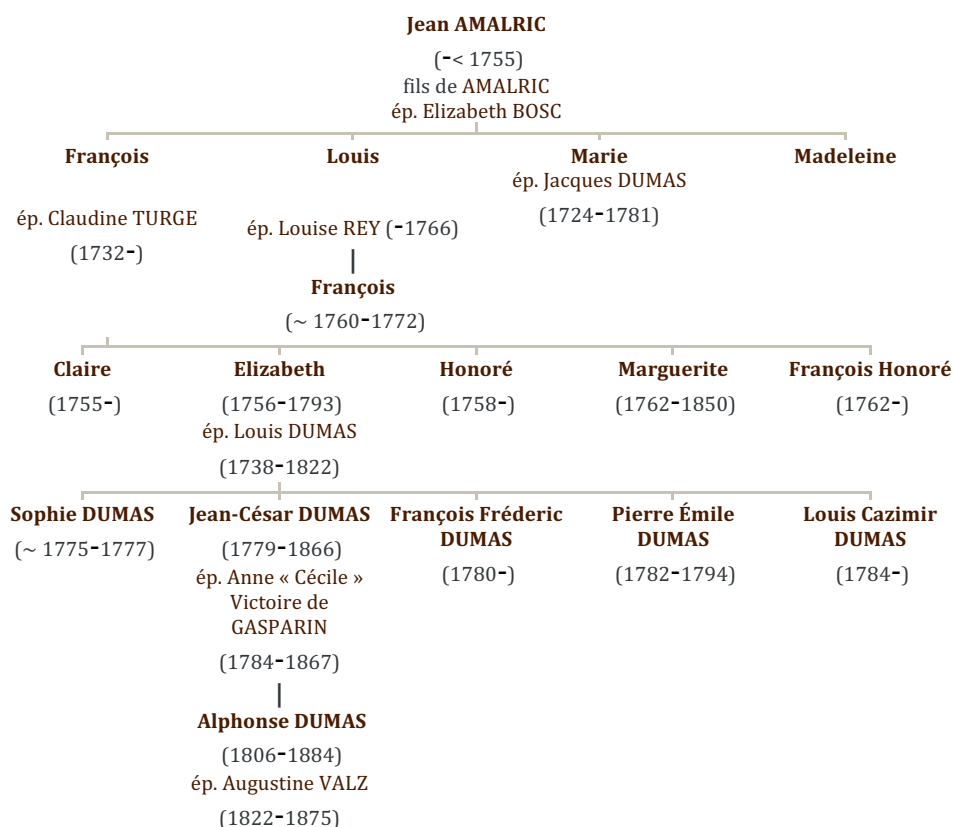 Jean AMALRIC
(-< 1755)
fils de AMALRIC
ép. Elizabeth BOSC
François
Louis
Marie
Madeleine
ép. Jacques DUMAS
(1724-1781)
ép. Claudine TURGE
ép. Louise REY (-1766)
(1732-)
François
(~ 1760-1772)
Claire
Elizabeth
Honoré
Marguerite
François Honoré
(1755-)
(1756-1793)
(1758-)
(1762-1850)
(1762-)
ép. Louis DUMAS
(1738-1822)
Sophie DUMAS
(~ 1775-1777)
Jean-César DUMAS
(1779-1866)
ép. Anne « Cécile »
Victoire de
GASPARIN
(1784-1867)
François Fréderic
DUMAS
(1780-)
Pierre Émile
DUMAS
(1782-1794)
Louis Cazimir
DUMAS
(1784-)
Alphonse DUMAS
(1806-1884)
ép. Augustine VALZ
(1822-1875)